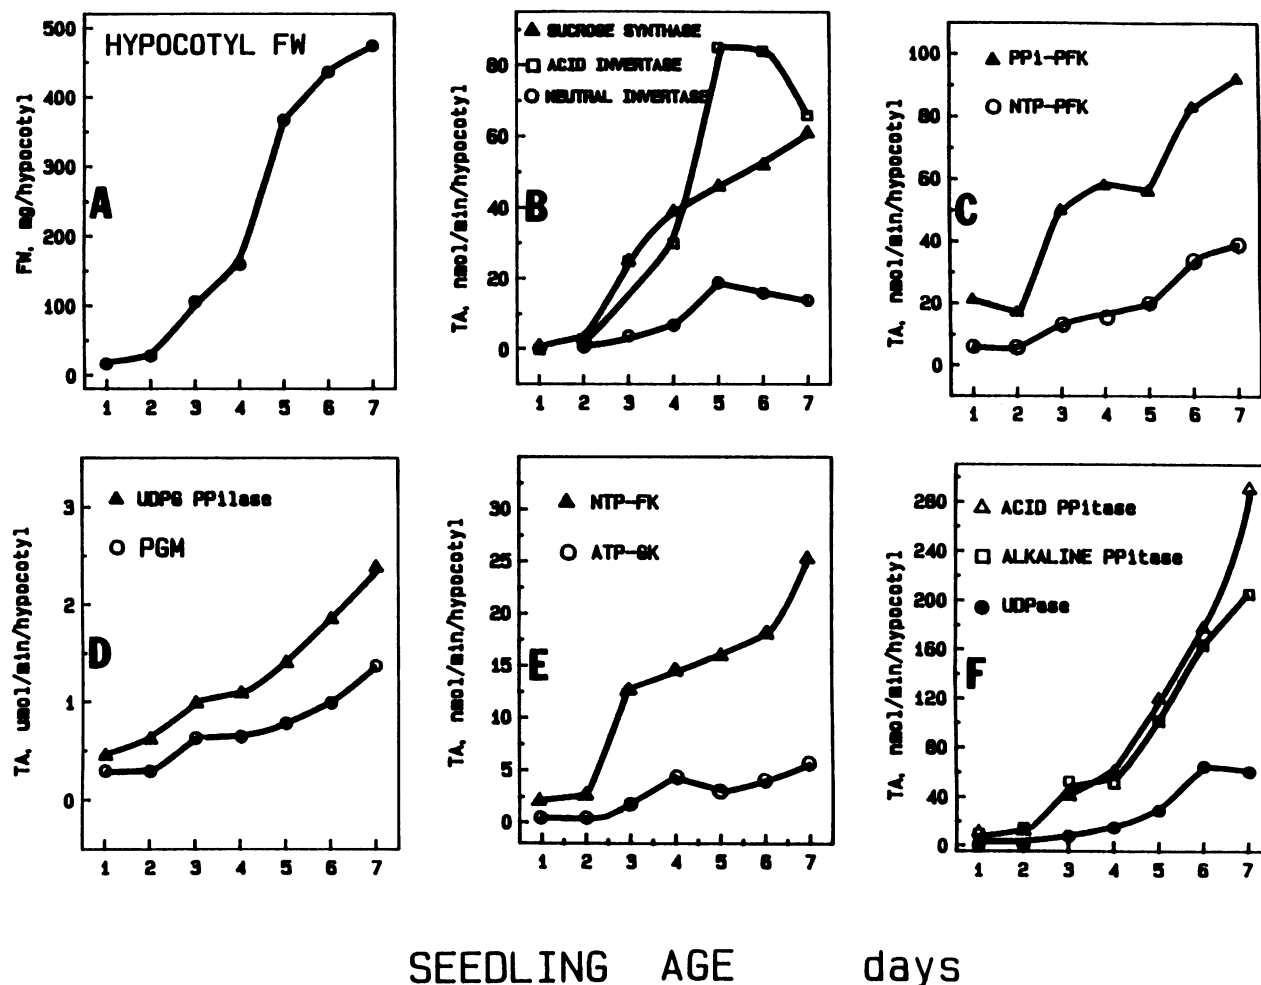 HYPOCOTYL FW
A
FW, mg/hypocotyl
500
400
300
200
100
0
1 2 3 4 5 6 7
SUCROSE SYNTHASE
ACID INVERTASE
NEUTRAL INVERTASE
B
TA, nmol/min/hypocotyl
80
60
40
20
0
1 2 3 4 5 6 7
PPi-PFK
NTP-PFK
C
TA, nmol/min/hypocotyl
100
80
60
40
20
0
1 2 3 4 5 6 7
UDPG PPilase
PGM
D
TA, umol/min/hypocotyl
3
2
1
0
1 2 3 4 5 6 7
NTP-FK
ATP-GK
E
TA, nmol/min/hypocotyl
30
25
20
15
10
5
0
1 2 3 4 5 6 7
ACID PPitase
ALKALINE PPitase
UDPase
F
TA, nmol/min/hypocotyl
280
240
200
160
120
80
40
0
1 2 3 4 5 6 7
SEEDLING AGE days